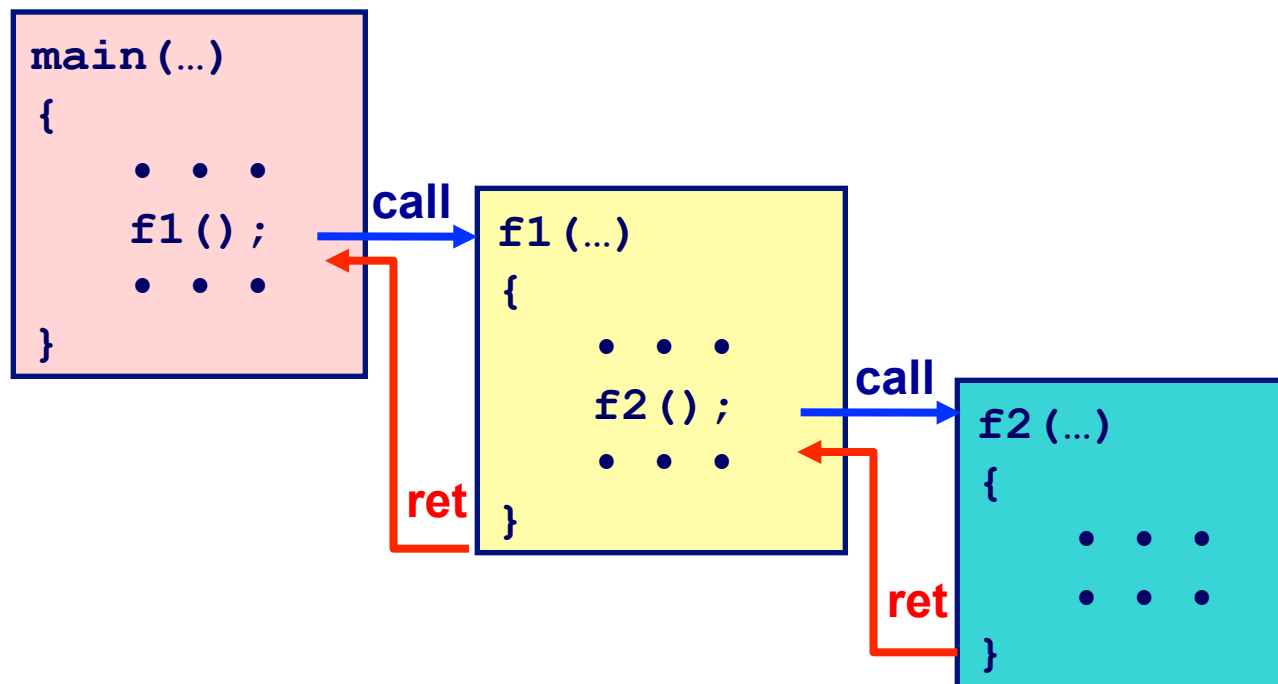 main(…)
{
• • •
f1();
• • •
}
call
ret
f1(…)
{
• • •
f2();
• • •
}
call
ret
f2(…)
{
• • •
• • •
}